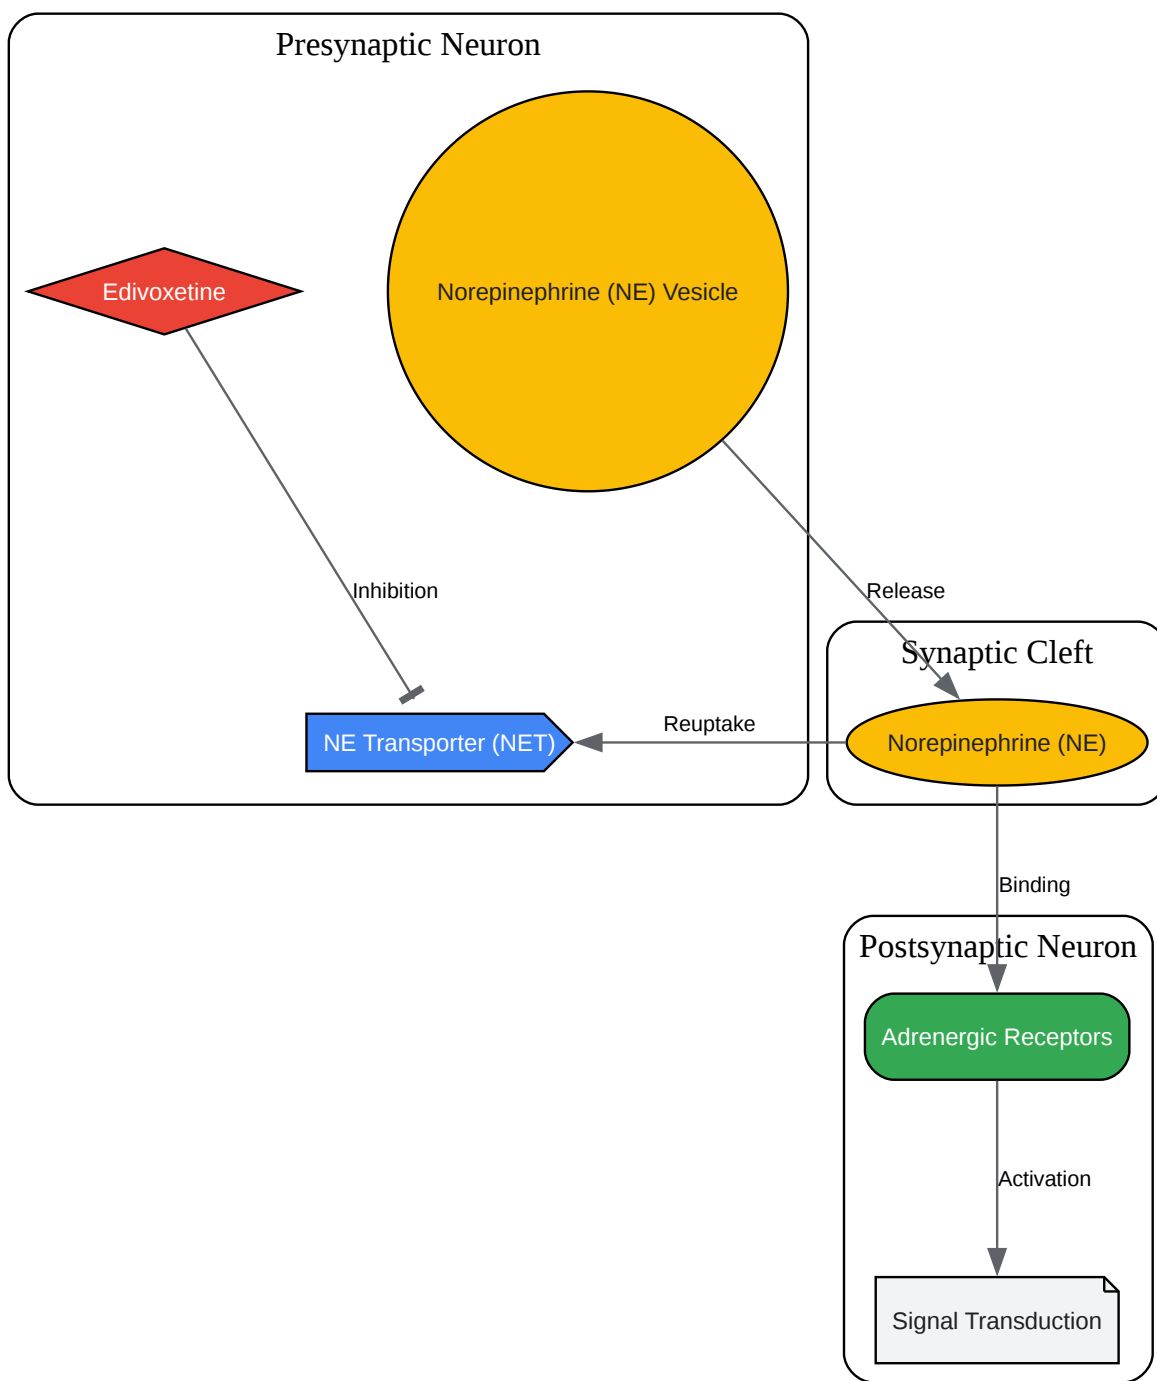 Presynaptic Neuron
Edivoxetine
Norepinephrine (NE) Vesicle
Inhibition
Release
Synaptic Cleft
NE Transporter (NET)
Reuptake
Norepinephrine (NE)
Binding
Postsynaptic Neuron
Adrenergic Receptors
Activation
Signal Transduction